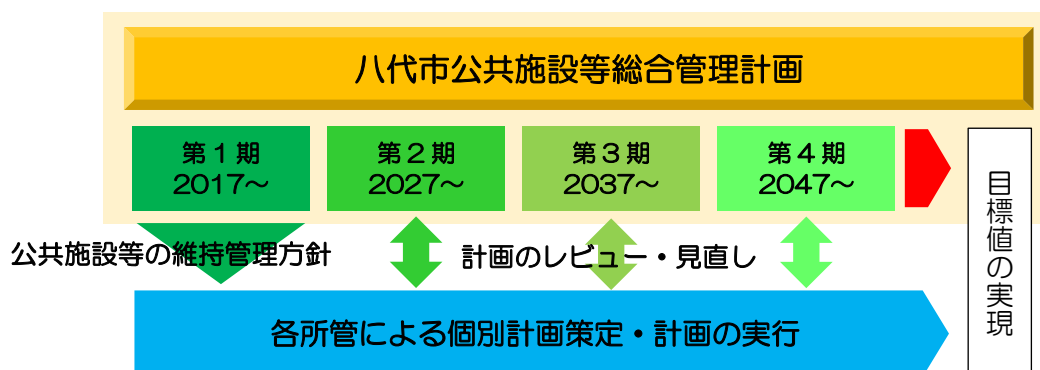 八代市公共施設等総合管理計画
第１期
2017～
第２期
2027～
第３期
2037～
第４期
2047～
目標値の実現
公共施設等の維持管理方針
計画のレビュー・見直し
各所管による個別計画策定・計画の実行